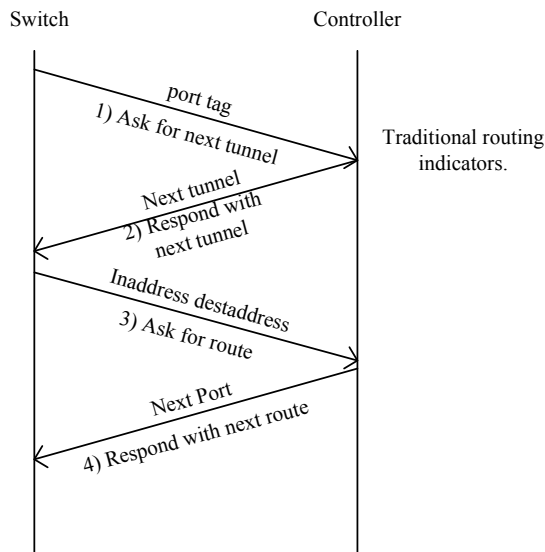 Switch
Controller
port tag
1) Ask for next tunnel
Traditional routing
indicators.
Next tunnel
2) Respond with
next tunnel
Inaddress destaddress
3) Ask for route
Next Port
4) Respond with next route